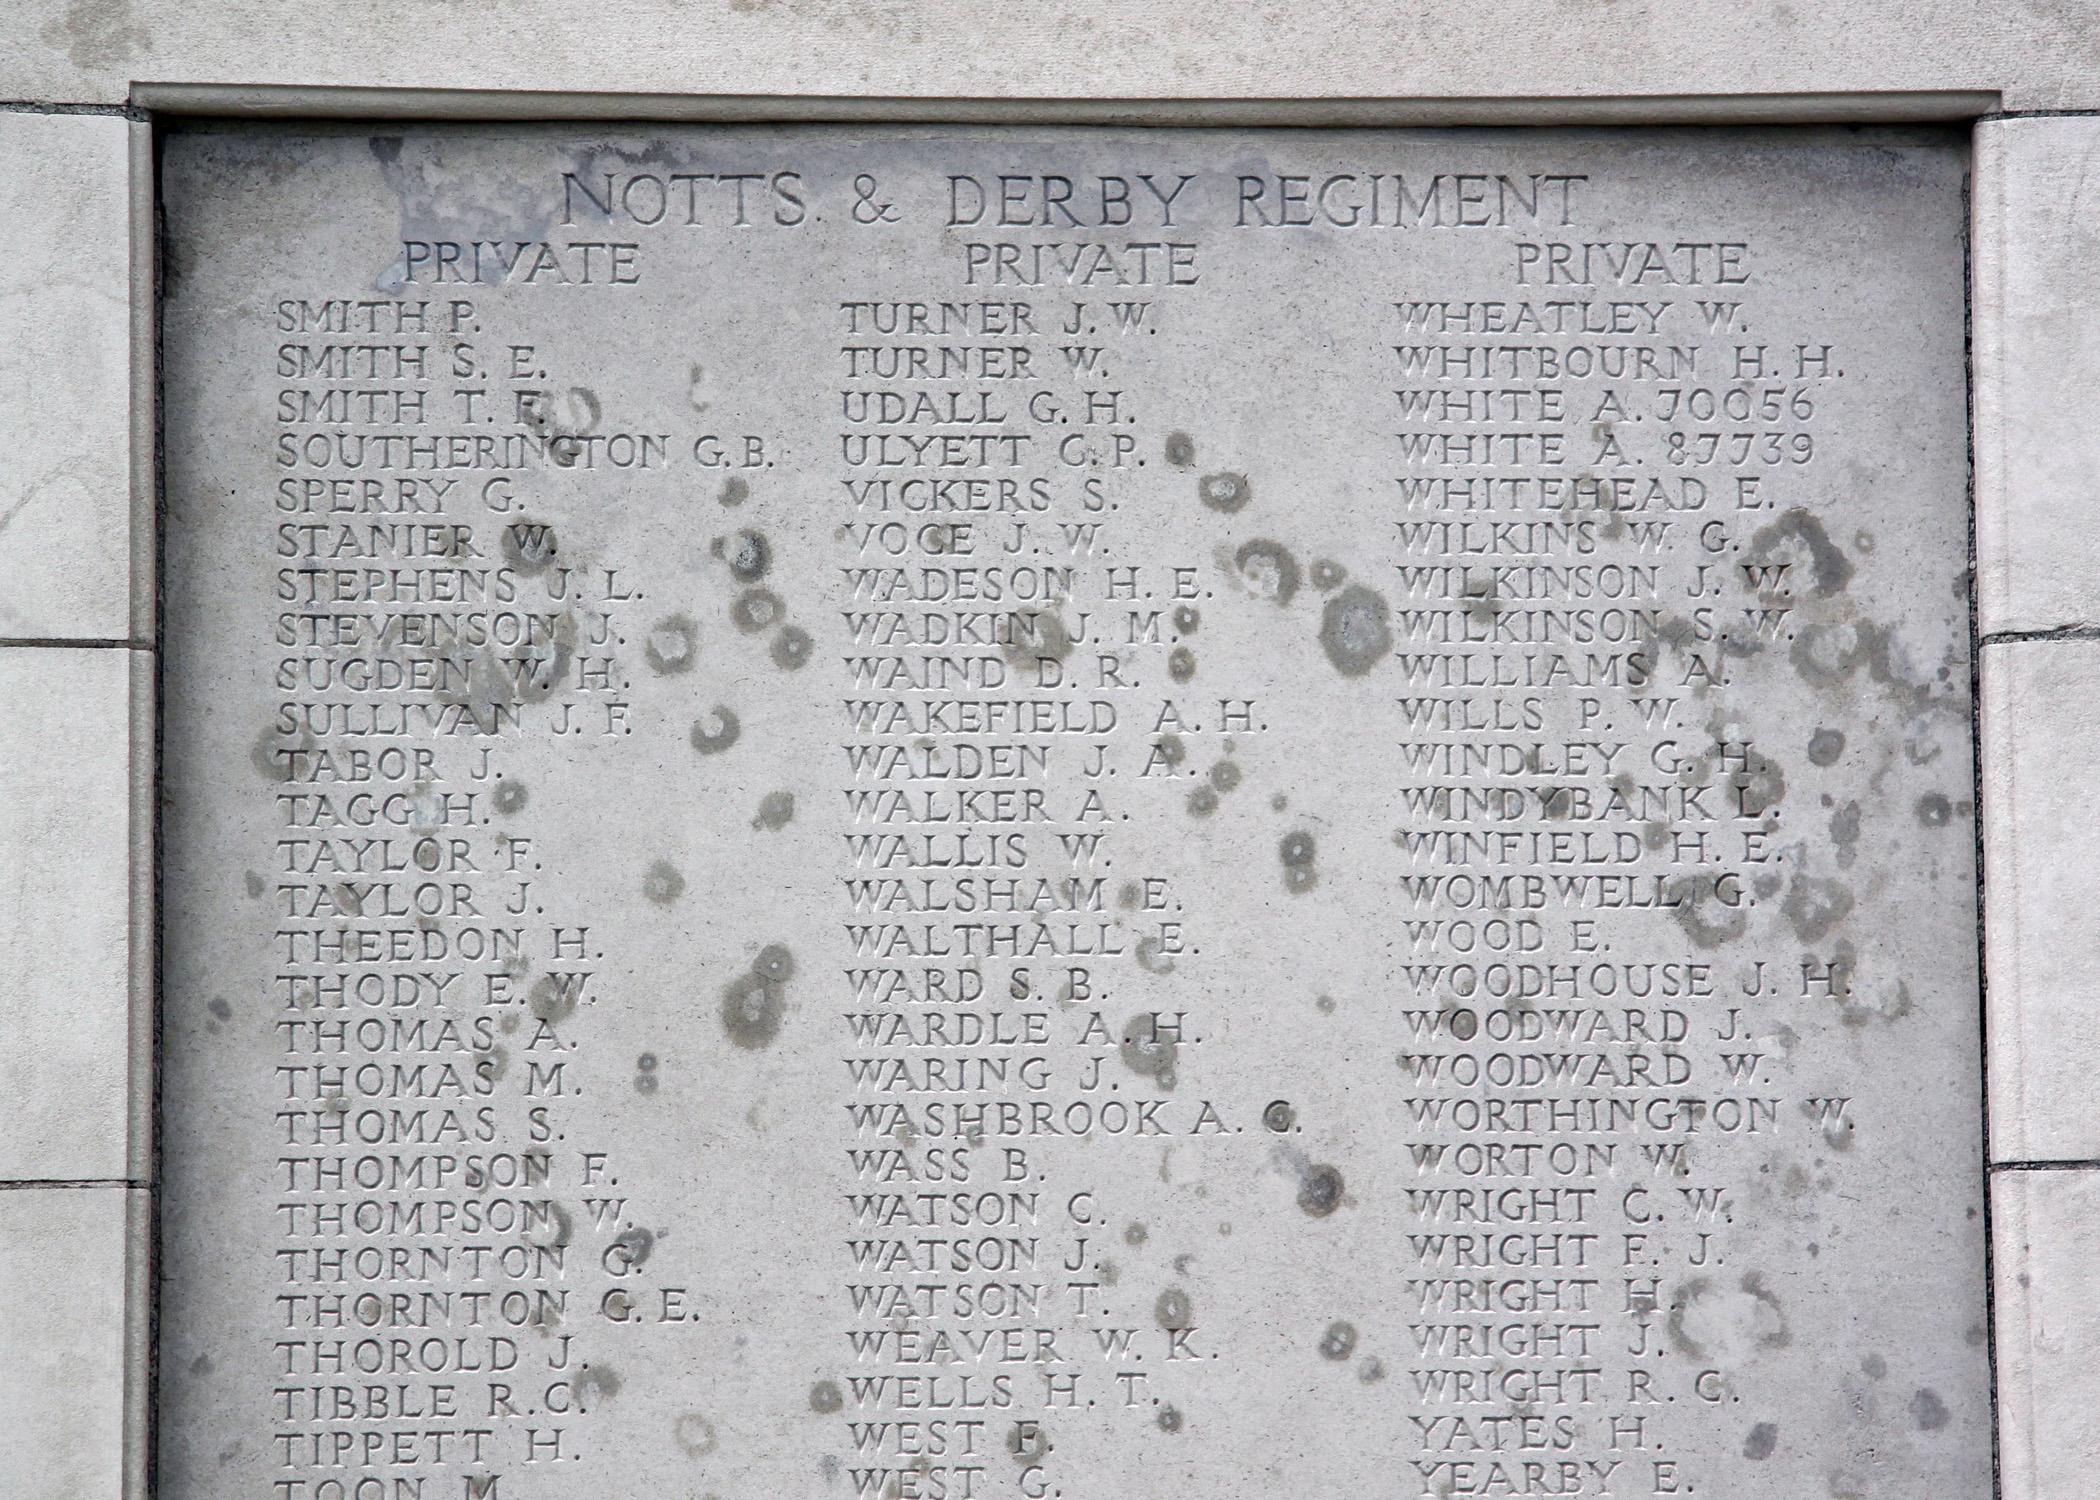 NOTTS. & DERBY REGIMENT
PRIVATE
SMITH P.
SMITH S. E.
SMITH T. F.
SOUTHERINGTON G.B.
SPERRY G.
STANIER W.
STEPHENS J. L.
STEVENSON J.
SUGDEN W. H.
SULLIVAN J. F.
TABOR J.
TAGG H.
TAYLOR F.
TAYLOR J.
THEEDON H.
THODY E. W.
THOMAS A.
THOMAS M.
THOMAS S.
THOMPSON F.
THOMPSON W.
THORNTON G.
THORNTON G. E.
THOROLD J.
TIBBLE R.C.
TIPPETT H.
TOON M.
PRIVATE
TURNER J. W.
TURNER W.
UDALL G. H.
ULYETT C. P.
VICKERS S.
VOCE J. W.
WADESON H. E.
WADKIN J. M.
WAIND D. R.
WAKEFIELD A. H.
WALDEN J. A.
WALKER A.
WALLIS W.
WALSHAM E.
WALTHALL E.
WARD S. B.
WARDLE A. H.
WARING J.
WASHBROOK A. C.
WASS B.
WATSON C.
WATSON J.
WATSON T.
WEAVER W. K.
WELLS H. T.
WEST F.
WEST G.
PRIVATE
WHEATLEY W.
WHITBOURN H. H.
WHITE A. 70056
WHITE A. 87739
WHITEHEAD E.
WILKINS W. G.
WILKINSON J. W.
WILKINSON S. W.
WILLIAMS A.
WILLS P. W.
WINDLEY G. H.
WINDYBANK L.
WINFIELD H. E.
WOMBWELL G.
WOOD E.
WOODHOUSE J. H.
WOODWARD J.
WOODWARD W.
WORTHINGTON W.
WORTON W.
WRIGHT C. W.
WRIGHT F. J.
WRIGHT H.
WRIGHT J.
WRIGHT R. C.
YATES H.
YEARBY E.